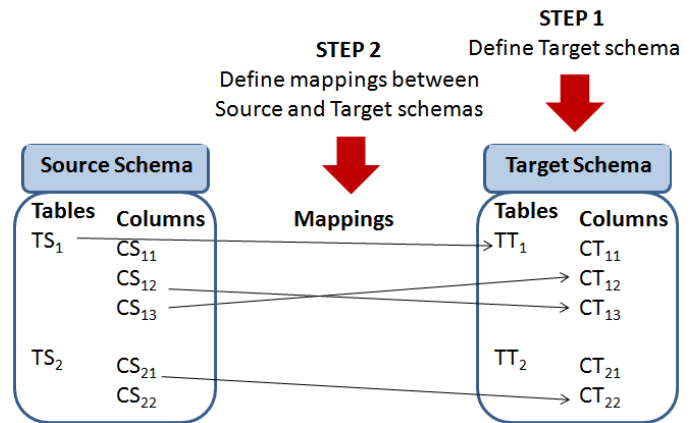 STEP 1
Define Target schema
STEP 2
Define mappings between
Source and Target schemas
Source Schema
Tables Columns
TS₁ CS₁₁
CS₁₂
CS₁₃
TS₂ CS₂₁
CS₂₂
Mappings
Target Schema
Tables Columns
TT₁ CT₁₁
CT₁₂
CT₁₃
TT₂ CT₂₁
CT₂₂